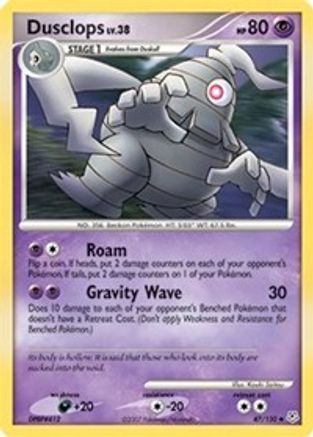 Dusclops LV.38 HP 80
STAGE 1 Evolves from Duskull
NO. 356 Beckon Pokémon HT: 5'03" WT: 67.5 lbs.
Roam
Flip a coin. If heads, put 2 damage counters on each of your opponent's
Pokémon. If tails, put 2 damage counters on 1 of your Pokémon.
Gravity Wave 30
Does 10 damage to each of your opponent's Benched Pokémon that
doesn't have a Retreat Cost. (Don't apply Weakness and Resistance for
Benched Pokémon.)
Its body is hollow. It is said that those who look into its body are
sucked into the void.
Illus. Kouki Saitou
weakness resistance retreat cost
+20 -20
DPBP#412 ©2007 Pokémon/Nintendo 47/130